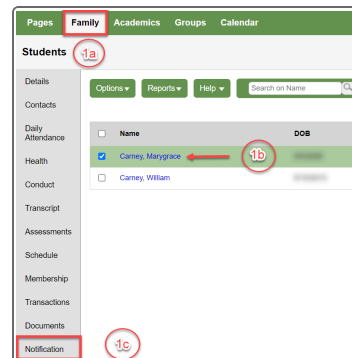 Pages Family Academics Groups Calendar
Students 1a
Details
Options Reports Help Search on Name
Contacts
Daily
Attendance
Name DOB
Health
Carney, Marygrace 1b
Conduct
Carney, William
Transcript
Assessments
Schedule
Membership
Transactions
Documents
Notification 1c